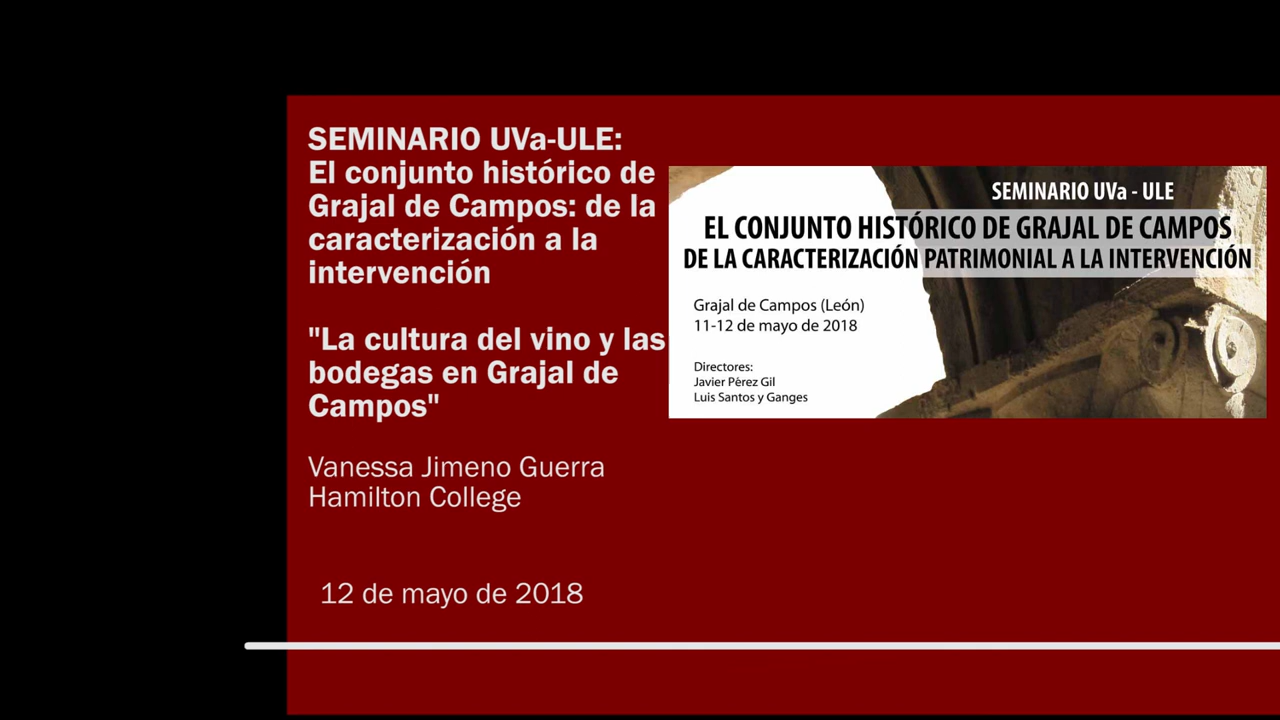 SEMINARIO UVa-ULE:
El conjunto histórico de
Grajal de Campos: de la
caracterización a la
intervención
"La cultura del vino y las
bodegas en Grajal de
Campos"
Vanessa Jimeno Guerra
Hamilton College
12 de mayo de 2018
SEMINARIO UVa - ULE
EL CONJUNTO HISTÓRICO DE GRAJAL DE CAMPOS
DE LA CARACTERIZACIÓN PATRIMONIAL A LA INTERVENCIÓN
Grajal de Campos (León)
11-12 de mayo de 2018
Directores:
Javier Pérez Gil
Luis Santos y Ganges